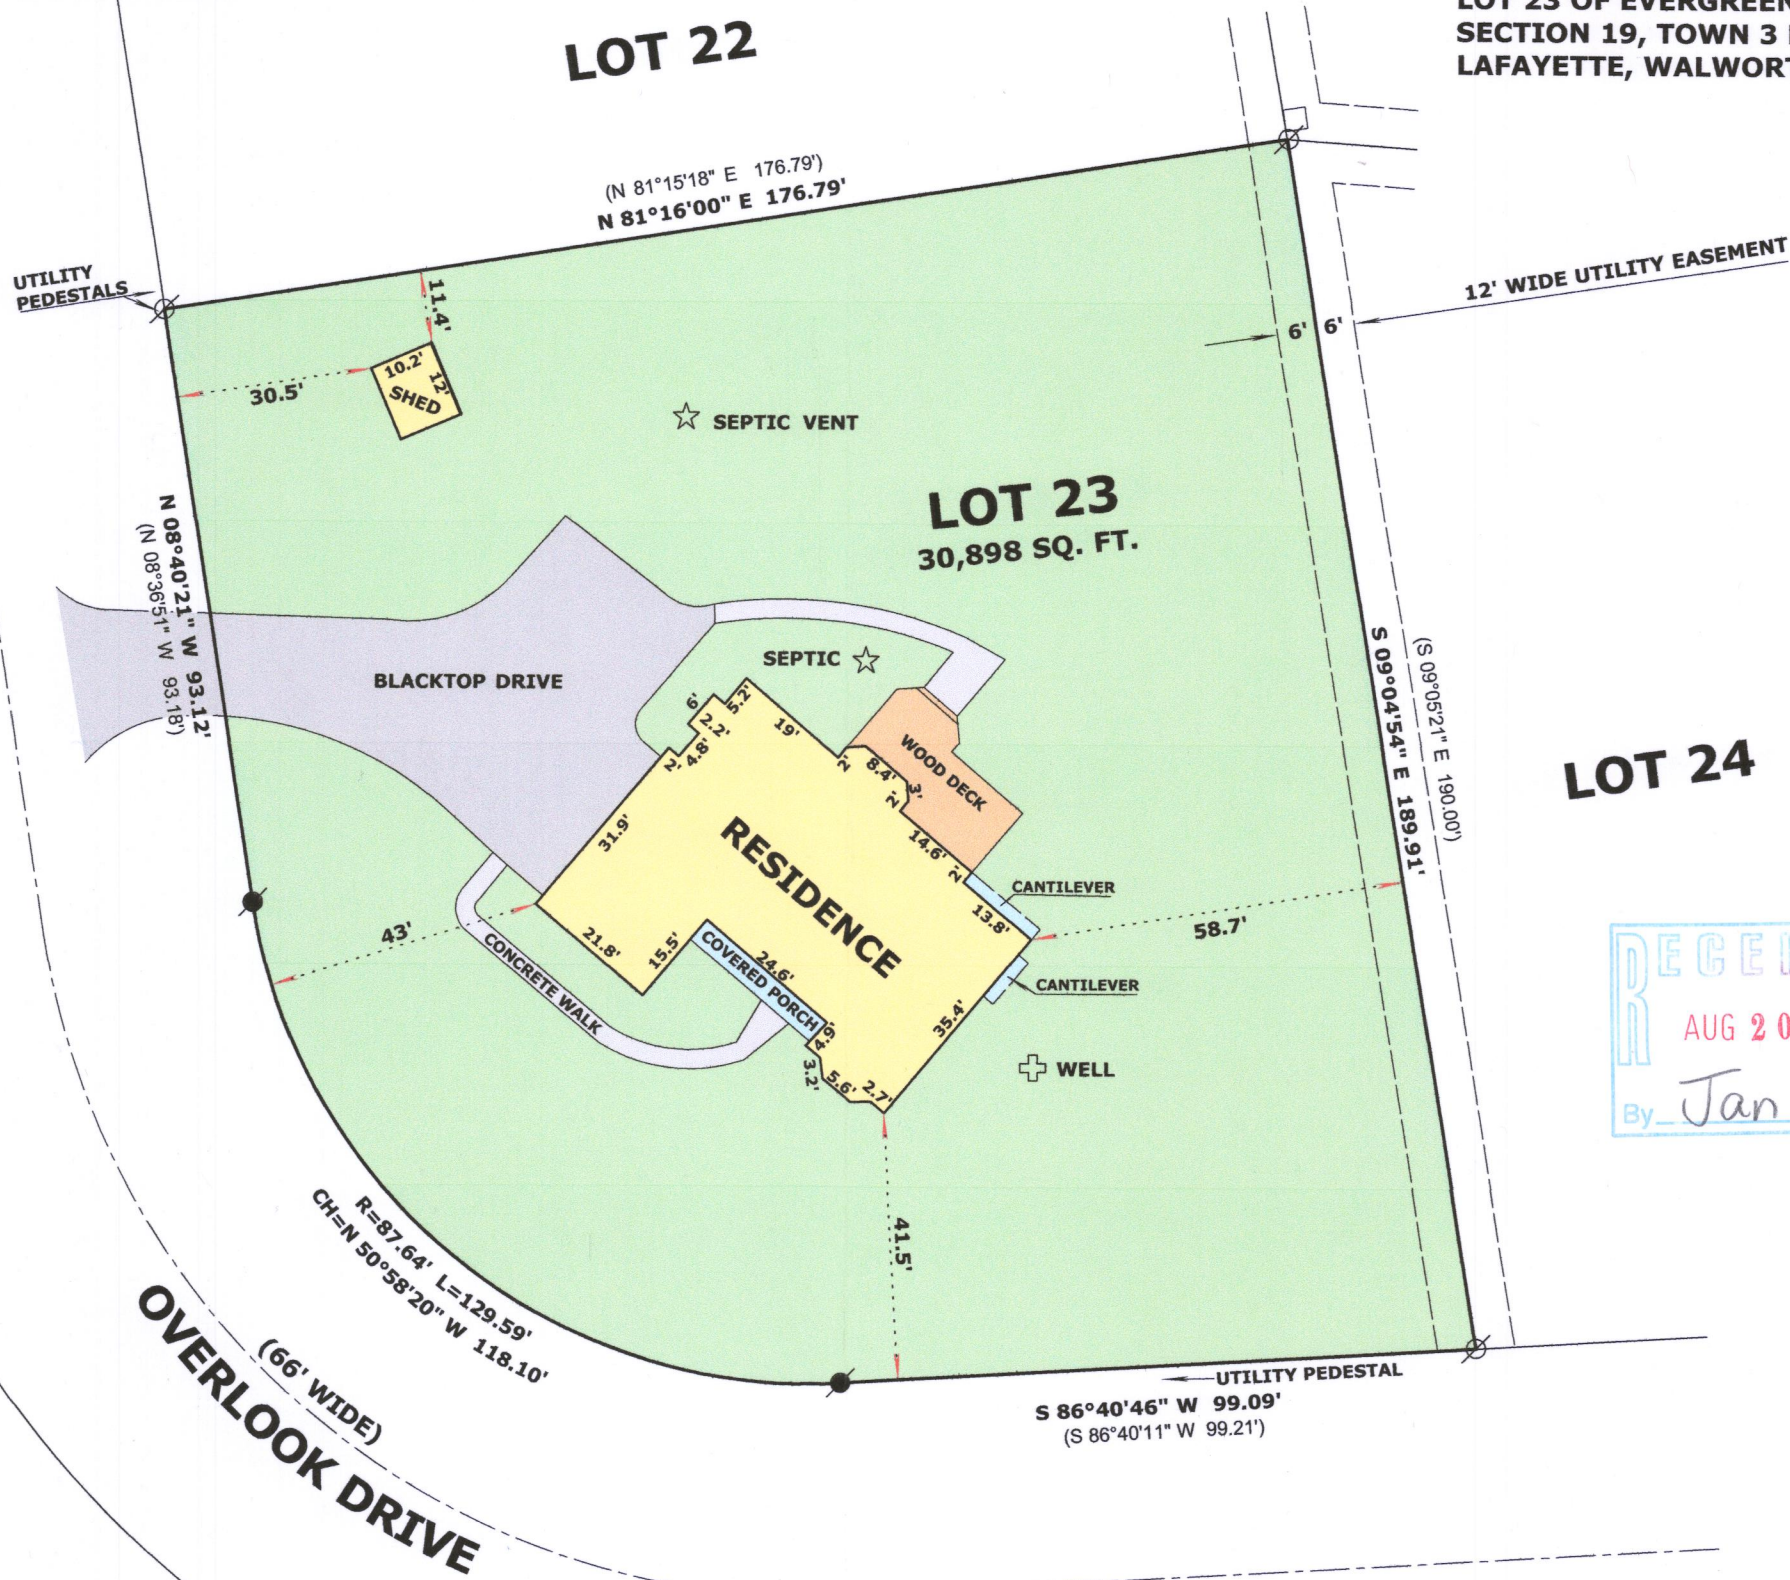 LOT 23 OF EVERGREEN
SECTION 19, TOWN 3
LAFAYETTE, WALWORT
LOT 22
(N 81°15'18" E 176.79')
N 81°16'00" E 176.79'
UTILITY
PEDESTALS
12' WIDE UTILITY EASEMENT
6' 6'
11.4'
30.5'
10.2'
12'
SHED
SEPTIC VENT
LOT 23
30,898 SQ. FT.
N 08°40'21" W 93.12'
(N 08°36'51" W 93.18')
BLACKTOP DRIVE
SEPTIC
S 09°04'54" E 189.91'
(S 09°05'21" E 190.00')
LOT 24
6'
5.2'
2.2'
4.8'
2'
19'
2'
8.4'
3'
2'
WOOD DECK
31.9'
14.6'
2'
RESIDENCE
CANTILEVER
13.8'
58.7'
43'
21.8'
15.5'
24.6'
COVERED PORCH
CONCRETE WALK
CANTILEVER
35.4'
4.9'
3.2'
5.6'
2.7'
WELL
AUG 20
By Jan
41.5'
R=87.64' L=129.59'
CH=N 50°58'20" W 118.10'
UTILITY PEDESTAL
S 86°40'46" W 99.09'
(S 86°40'11" W 99.21')
(66' WIDE)
OVERLOOK DRIVE